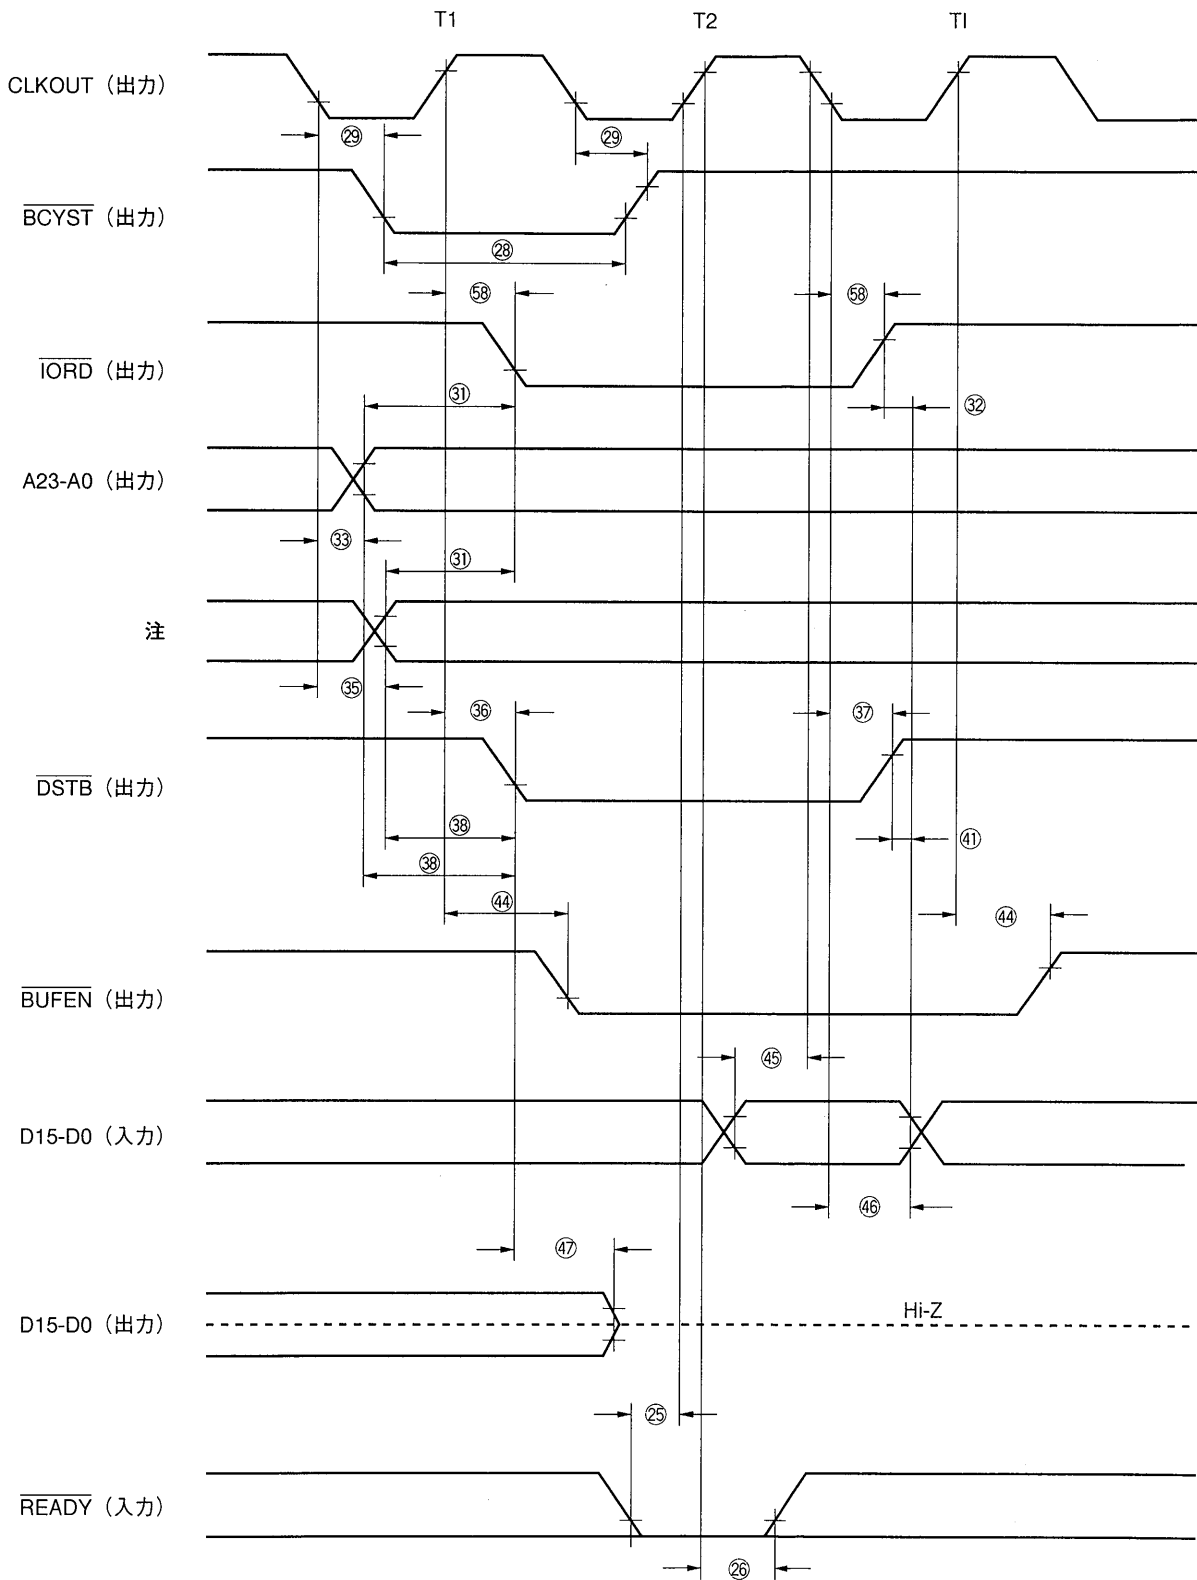 T1 T2 TI
CLKOUT（出力）
㉙ ㉙
BCYST（出力）
㉘
58 58
IORD（出力）
㉛ ㉜
A23-A0（出力）
㉝
㉛
注
㉟
㊱ ㊲
DSTB（出力）
㊳ ㊶
㊳
㊹ ㊹
BUFEN（出力）
㊺
D15-D0（入力）
㊻
㊼
D15-D0（出力） Hi-Z
㉕
READY（入力）
㉖